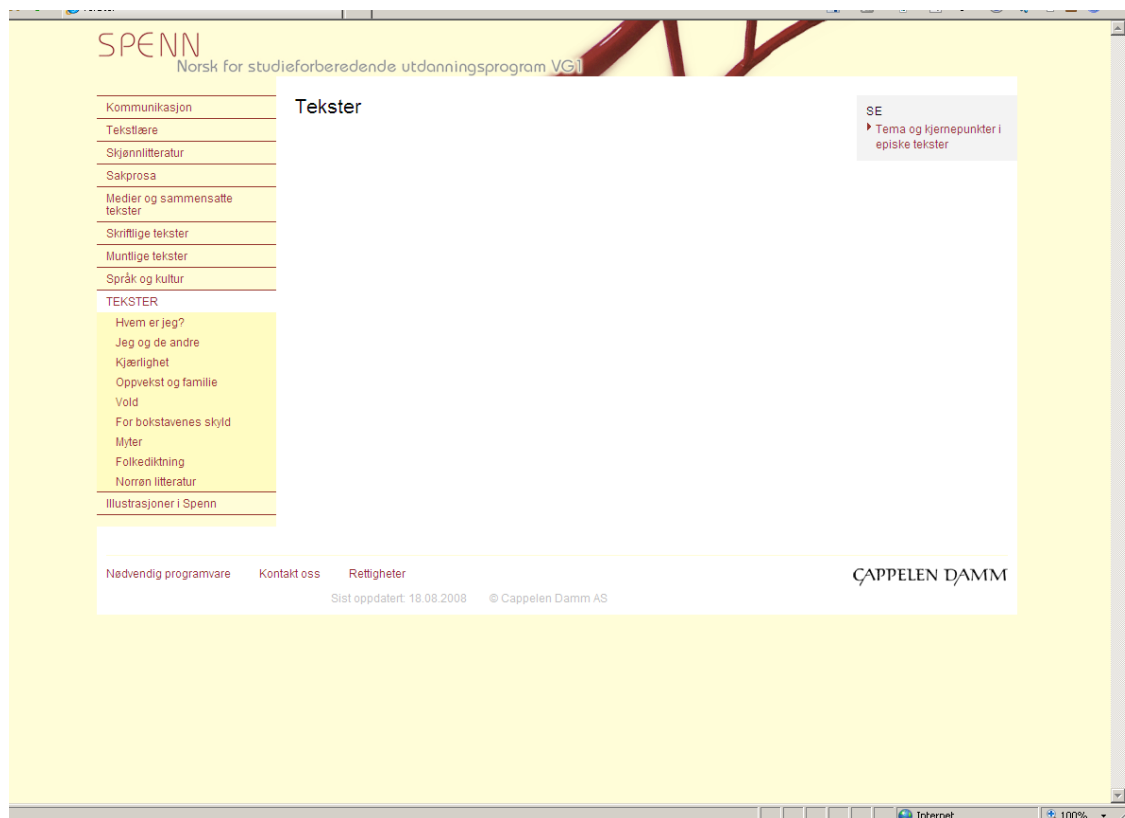 SPENN
Norsk for studieforberedende utdanningsprogram VG1
Kommunikasjon
Tekstlære
Skjønnlitteratur
Sakprosa
Medier og sammensatte
tekster
Skriftlige tekster
Muntlige tekster
Språk og kultur
TEKSTER
Hvem er jeg?
Jeg og de andre
Kjærlighet
Oppvekst og familie
Vold
For bokstavenes skyld
Myter
Folkediktning
Norrøn litteratur
Illustrasjoner i Spenn
Tekster
SE
Tema og kjernepunkter i
episke tekster
Nødvendig programvare Kontakt oss Rettigheter
CAPPELEN DAMM
Sist oppdatert: 18.08.2008 © Cappelen Damm AS
Internet 100%